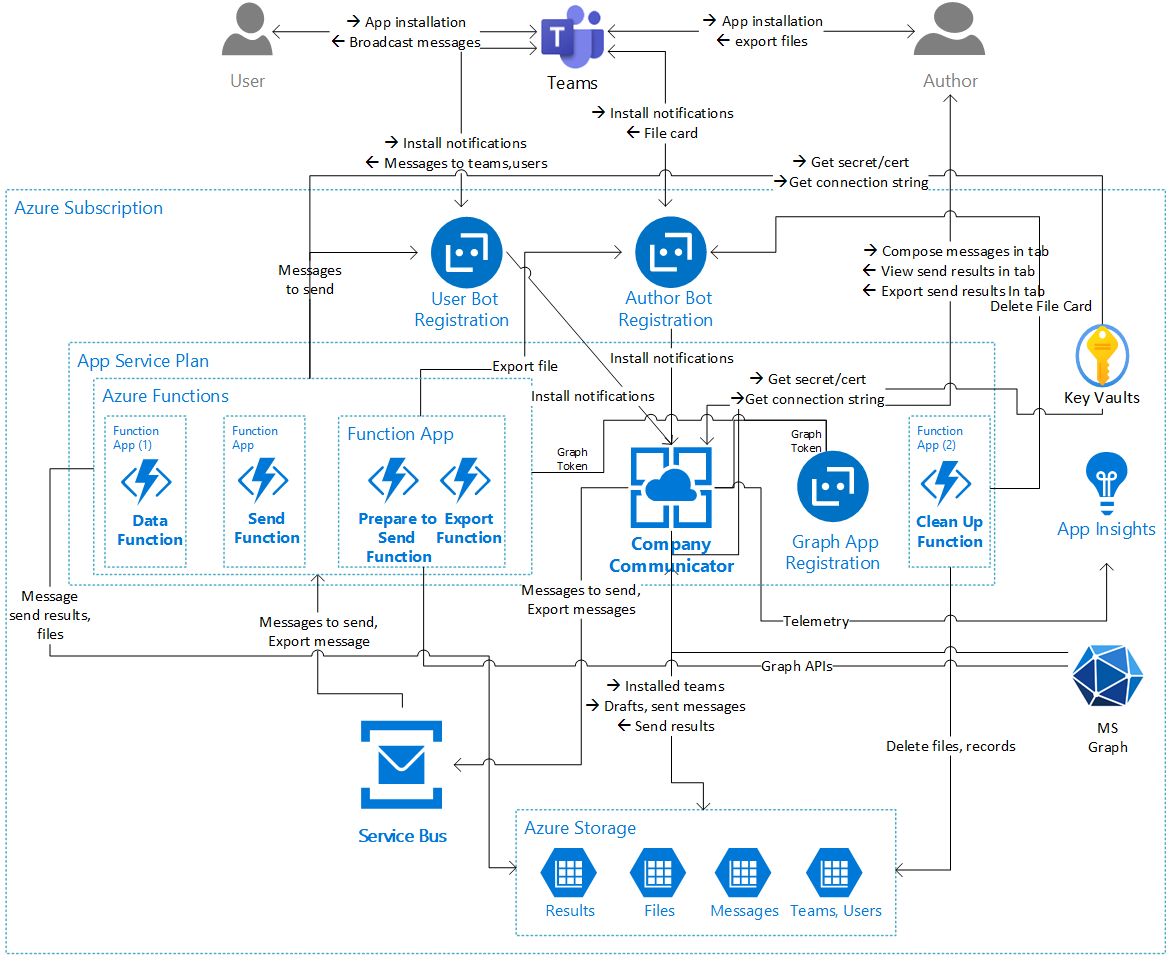 → App installation
← Broadcast messages
→ App installation
← export files
T
User
Teams
Author
→ Install notifications
← File card
→ Install notifications
← Messages to teams,users
→ Get secret/cert
→Get connection string
Azure Subscription
→ Compose messages in tab
← View send results in tab
← Export send results In tab
Messages
to send
User Bot
Registration
Author Bot
Registration
Delete File Card
App Service Plan
Install notifications
Export file
→ Get secret/cert
→Get connection string
Key Vaults
Azure Functions
Install notifications
Function
App (1)
Data
Function
Function
App
Send
Function
Function App
Prepare to
Send
Function
Export
Function
Graph
Token
Graph
Token
Function
App (2)
Clean Up
Function
Company
Communicator
Graph App
Registration
App Insights
Message
send results,
files
Messages to send,
Export message
Messages to send,
Export messages
Telemetry
Graph APIs
→ Installed teams
→ Drafts, sent messages
← Send results
MS
Graph
Delete files, records
Service Bus
Azure Storage
Results
Files
Messages
Teams, Users